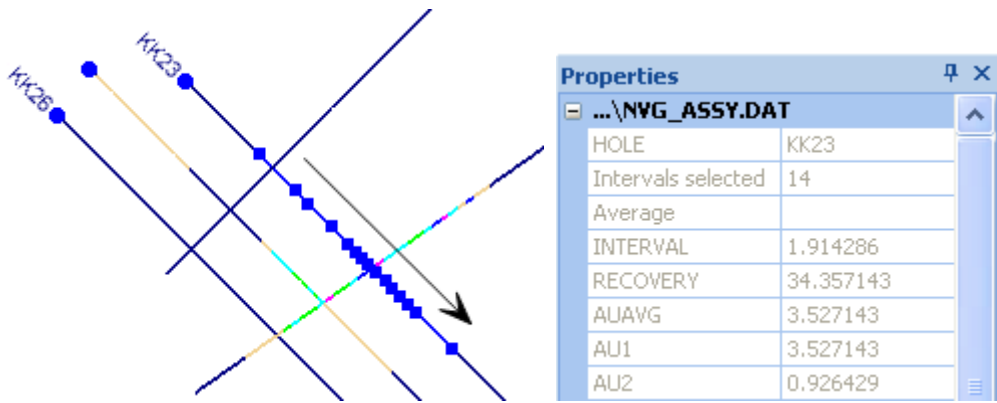 KK26
KK23
Properties
...\NVG_ASSY.DAT
HOLE KK23
Intervals selected 14
Average
INTERVAL 1.914286
RECOVERY 34.357143
AUAVG 3.527143
AU1 3.527143
AU2 0.926429